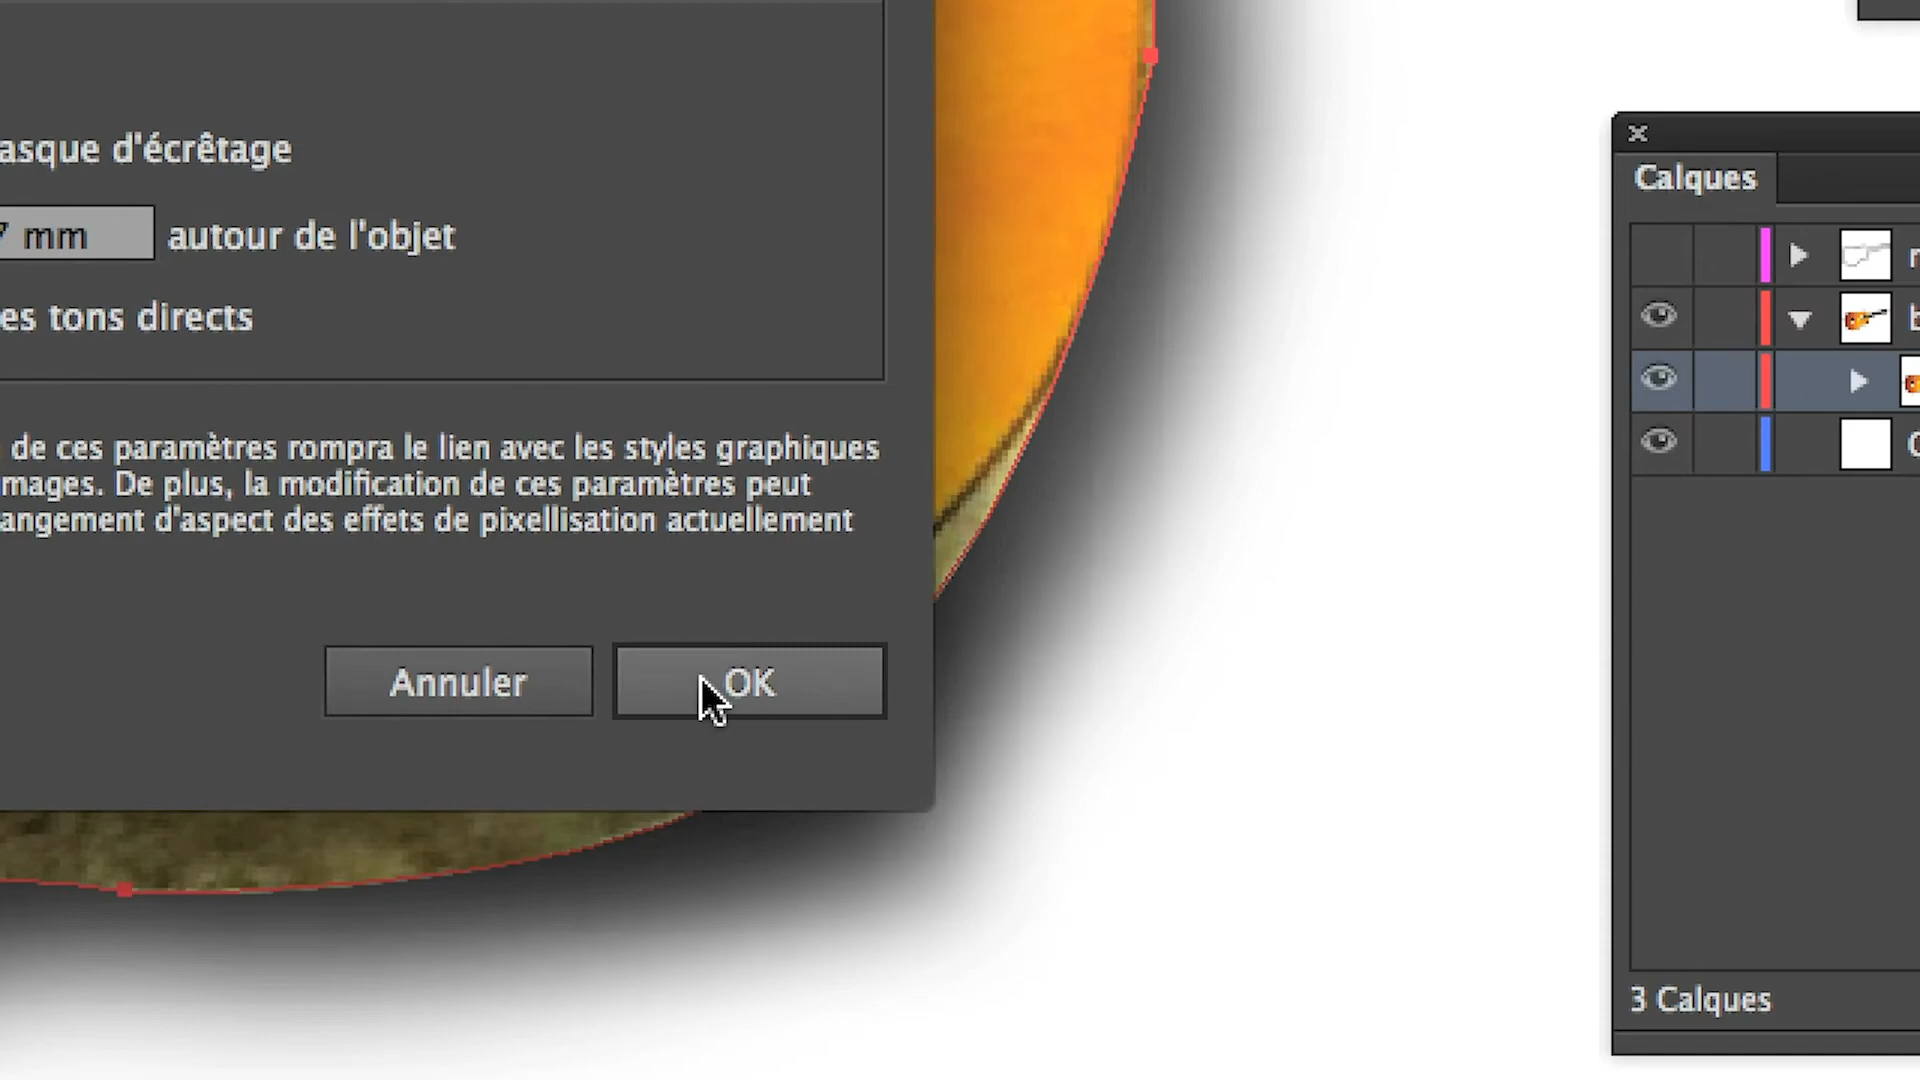 asque d'écrêtage
7 mm autour de l'objet
es tons directs
de ces paramètres rompra le lien avec les styles graphiques
mages. De plus, la modification de ces paramètres peut
angement d'aspect des effets de pixellisation actuellement
Annuler
OK
Calques
3 Calques